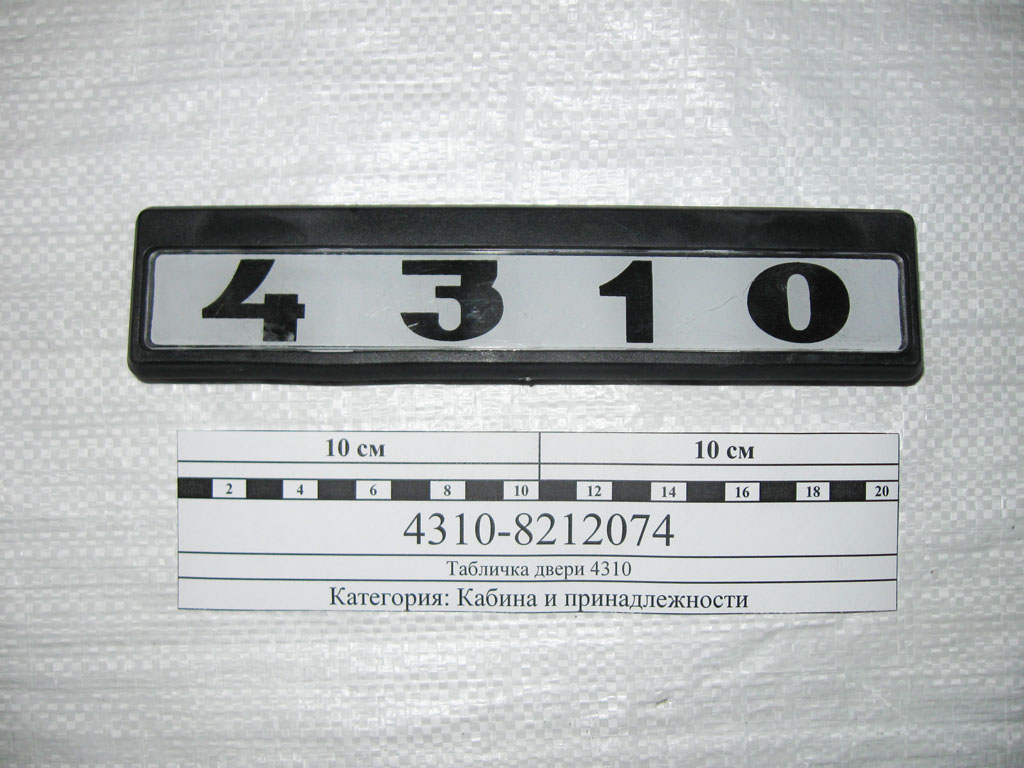 4310
10 см 10 см
2 4 6 8 10 12 14 16 18 20
4310-8212074
Табличка двери 4310
Категория: Кабина и принадлежности